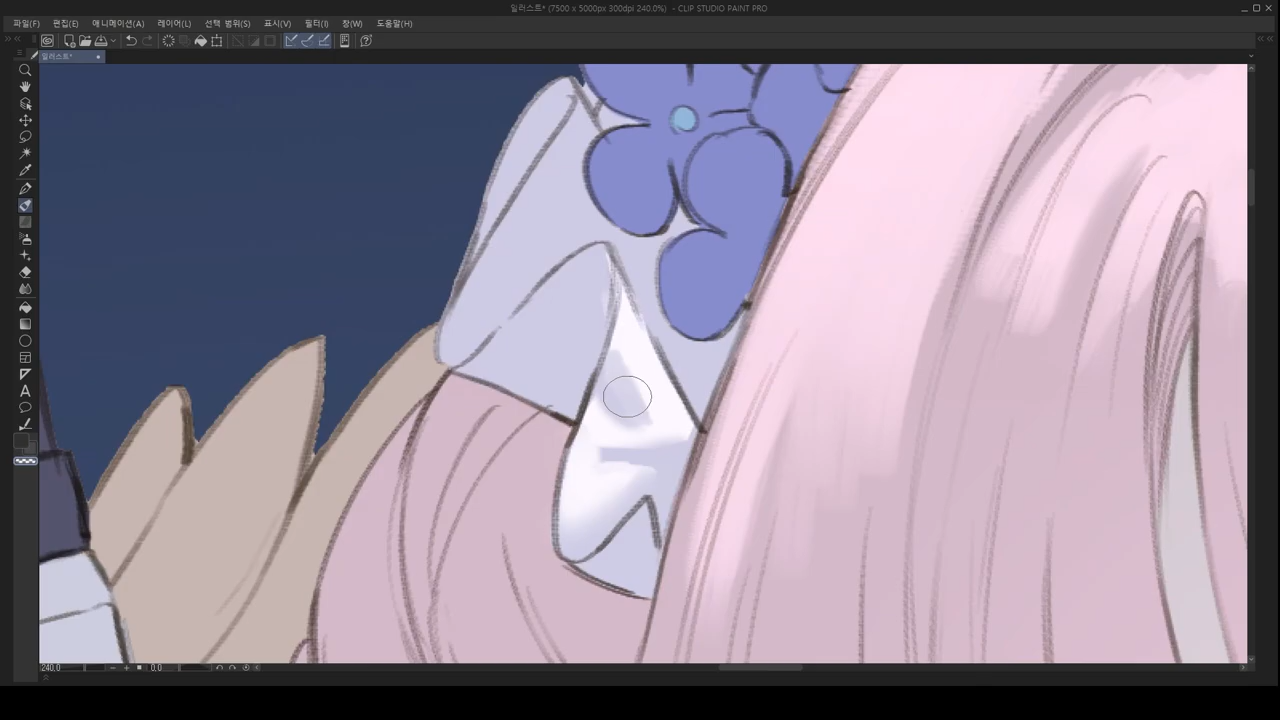 일러스트* (7500 x 5000px 300dpi 240.0%) - CLIP STUDIO PAINT PRO
파일(F) 편집(E) 애니메이션(A) 레이어(L) 선택 범위(S) 표시(V) 필터(I) 창(W) 도움말(H)
일러스트*
240.0 0.0